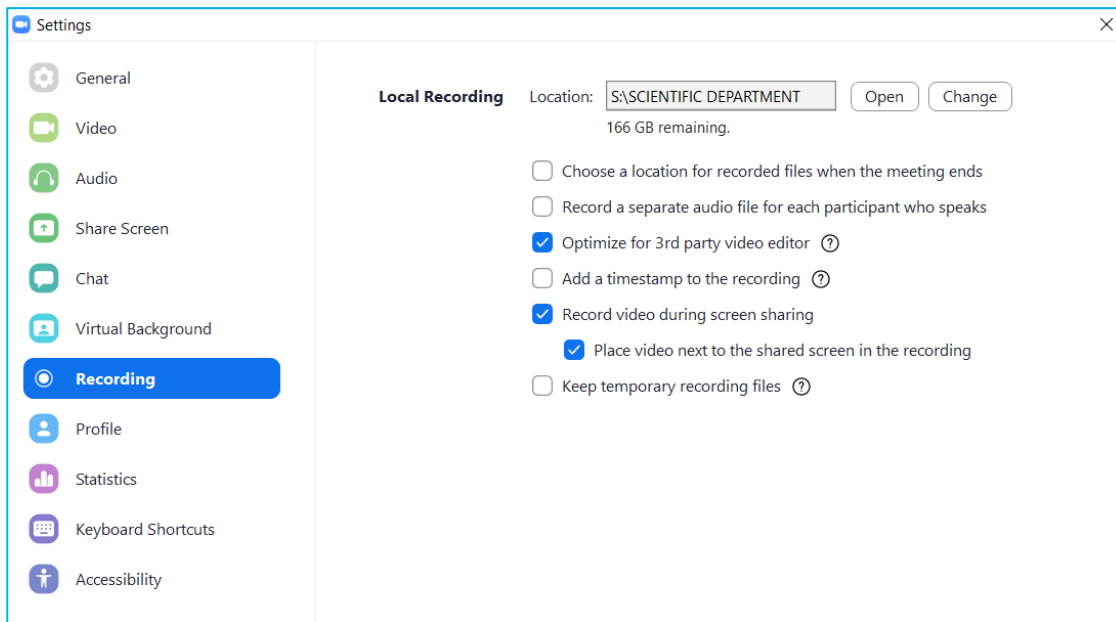 Settings
General
Video
Audio
Share Screen
Chat
Virtual Background
Recording
Profile
Statistics
Keyboard Shortcuts
Accessibility
Local Recording Location: S:\SCIENTIFIC DEPARTMENT Open Change
166 GB remaining.
Choose a location for recorded files when the meeting ends
Record a separate audio file for each participant who speaks
Optimize for 3rd party video editor ?
Add a timestamp to the recording ?
Record video during screen sharing
Place video next to the shared screen in the recording
Keep temporary recording files ?